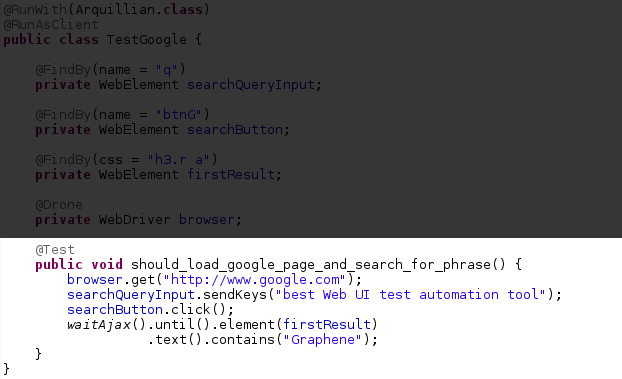 @RunWith(Arquillian.class)
@RunAsClient
public class TestGoogle {
@FindBy(name = "q")
private WebElement searchQueryInput;
@FindBy(name = "btnG")
private WebElement searchButton;
@FindBy(css = "h3.r a")
private WebElement firstResult;
@Drone
private WebDriver browser;
@Test
public void should_load_google_page_and_search_for_phrase() {
browser.get("http://www.google.com");
searchQueryInput.sendKeys("best Web UI test automation tool");
searchButton.click();
waitAjax().until().element(firstResult)
.text().contains("Graphene");
}
}